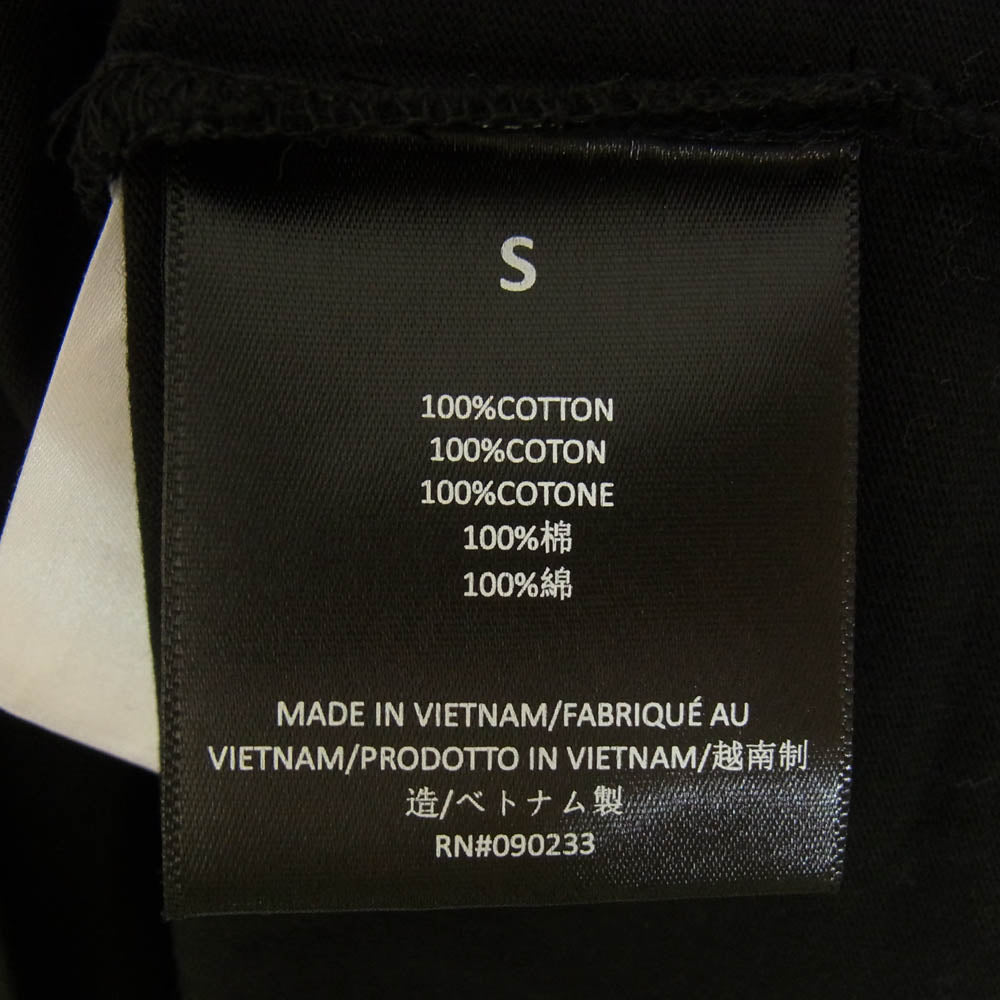 S
100%COTTON
100%COTON
100%COTONE
100%棉
100%綿
MADE IN VIETNAM/FABRIQUÉ AU
VIETNAM/PRODOTTO IN VIETNAM/越南制
造/ベトナム製
RN#090233